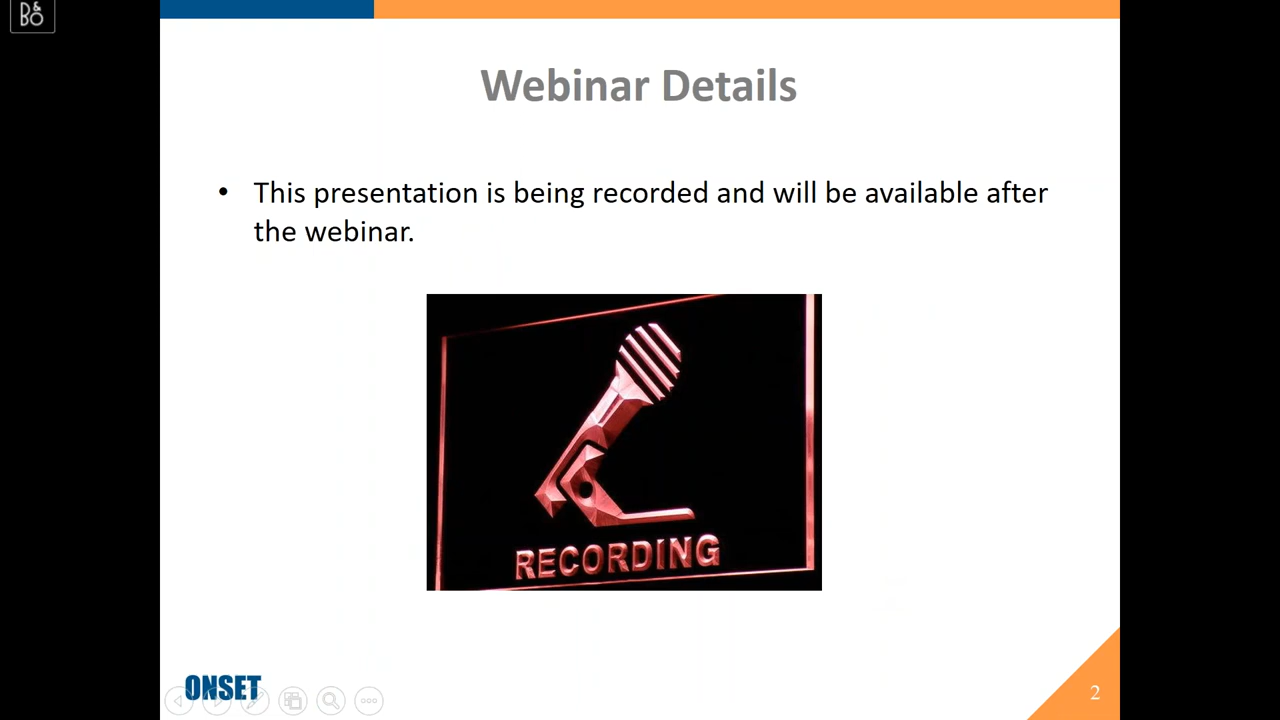 B&O
Webinar Details
• This presentation is being recorded and will be available after
the webinar.
RECORDING
ONSET
2